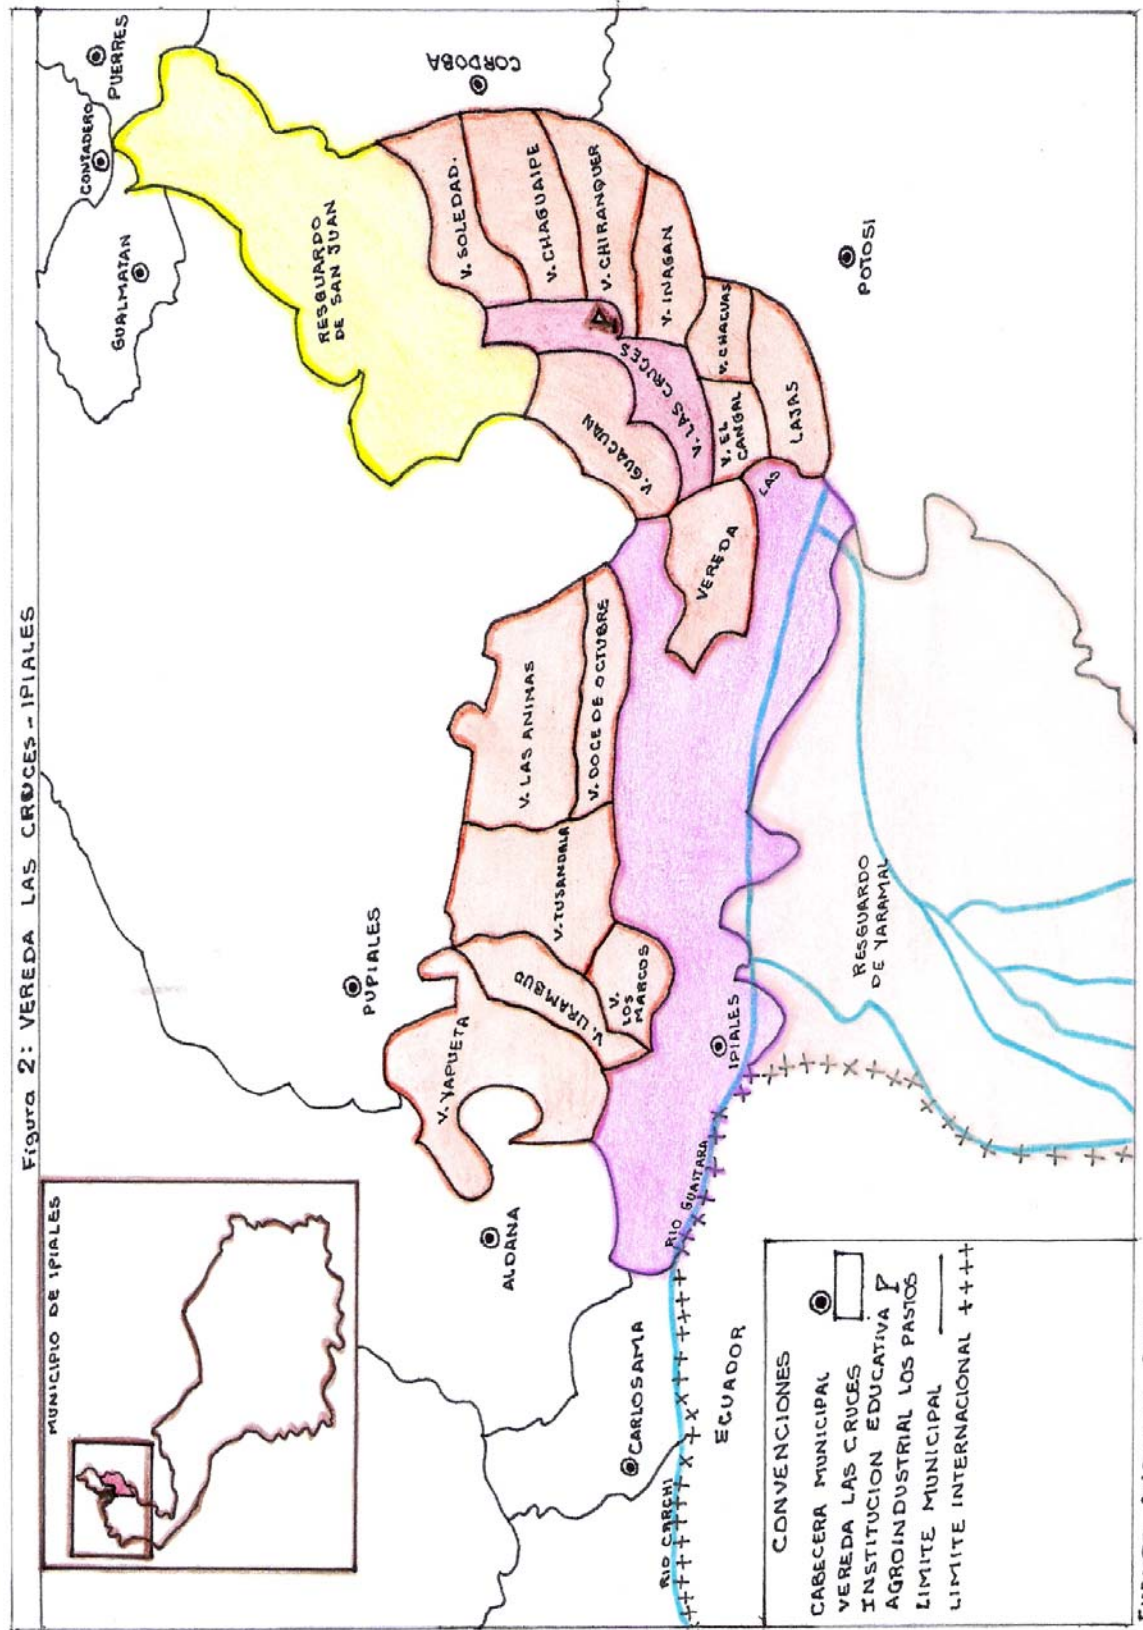 Figura 2: VEREDA LAS CRUCES - IPIALES
MUNICIPIO DE IPIALES
PUERRES
CONTADERO
GUALMATAN
CORDOBA
RESGUARDO
DE SAN JUAN
V. SOLEDAD.
V. CHAGUAIPE
V. CHIRANQUER
V. INAGAN
V. CHACUAS
V. LAS CRUCES
V. GUACUAN
V. EL
CANGAL
LAJAS
LAS
VEREDA
POTOSI
PUPIALES
V. LAS ANIMAS
V. DOCE DE OCTUBRE
V. TUSANDALA
V. URAMBUD
V.
LOS
MARCOS
V. YAPUETA
ALDANA
IPIALES
RESGUARDO
DE YARAMAL
RIO GUAITARA
CARLOSAMA
RIO CARCHI
ECUADOR
CONVENCIONES
CABECERA MUNICIPAL
VEREDA LAS CRUCES
INSTITUCION EDUCATIVA
AGROINDUSTRIAL LOS PASTOS
LIMITE MUNICIPAL
LIMITE INTERNACIONAL ++++